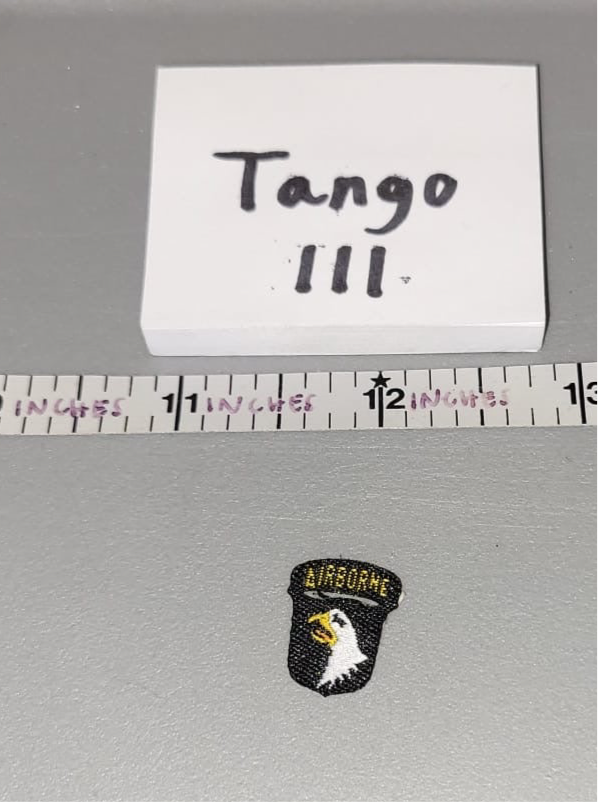 Tango
111
INCHES 11 INCHES 12 INCHES 13
AIRBORNE